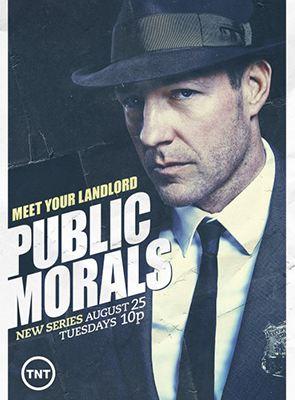 MEET YOUR LANDLORD
PUBLIC
MORALS
NEW SERIES AUGUST 25
TUESDAYS 10p
TNT